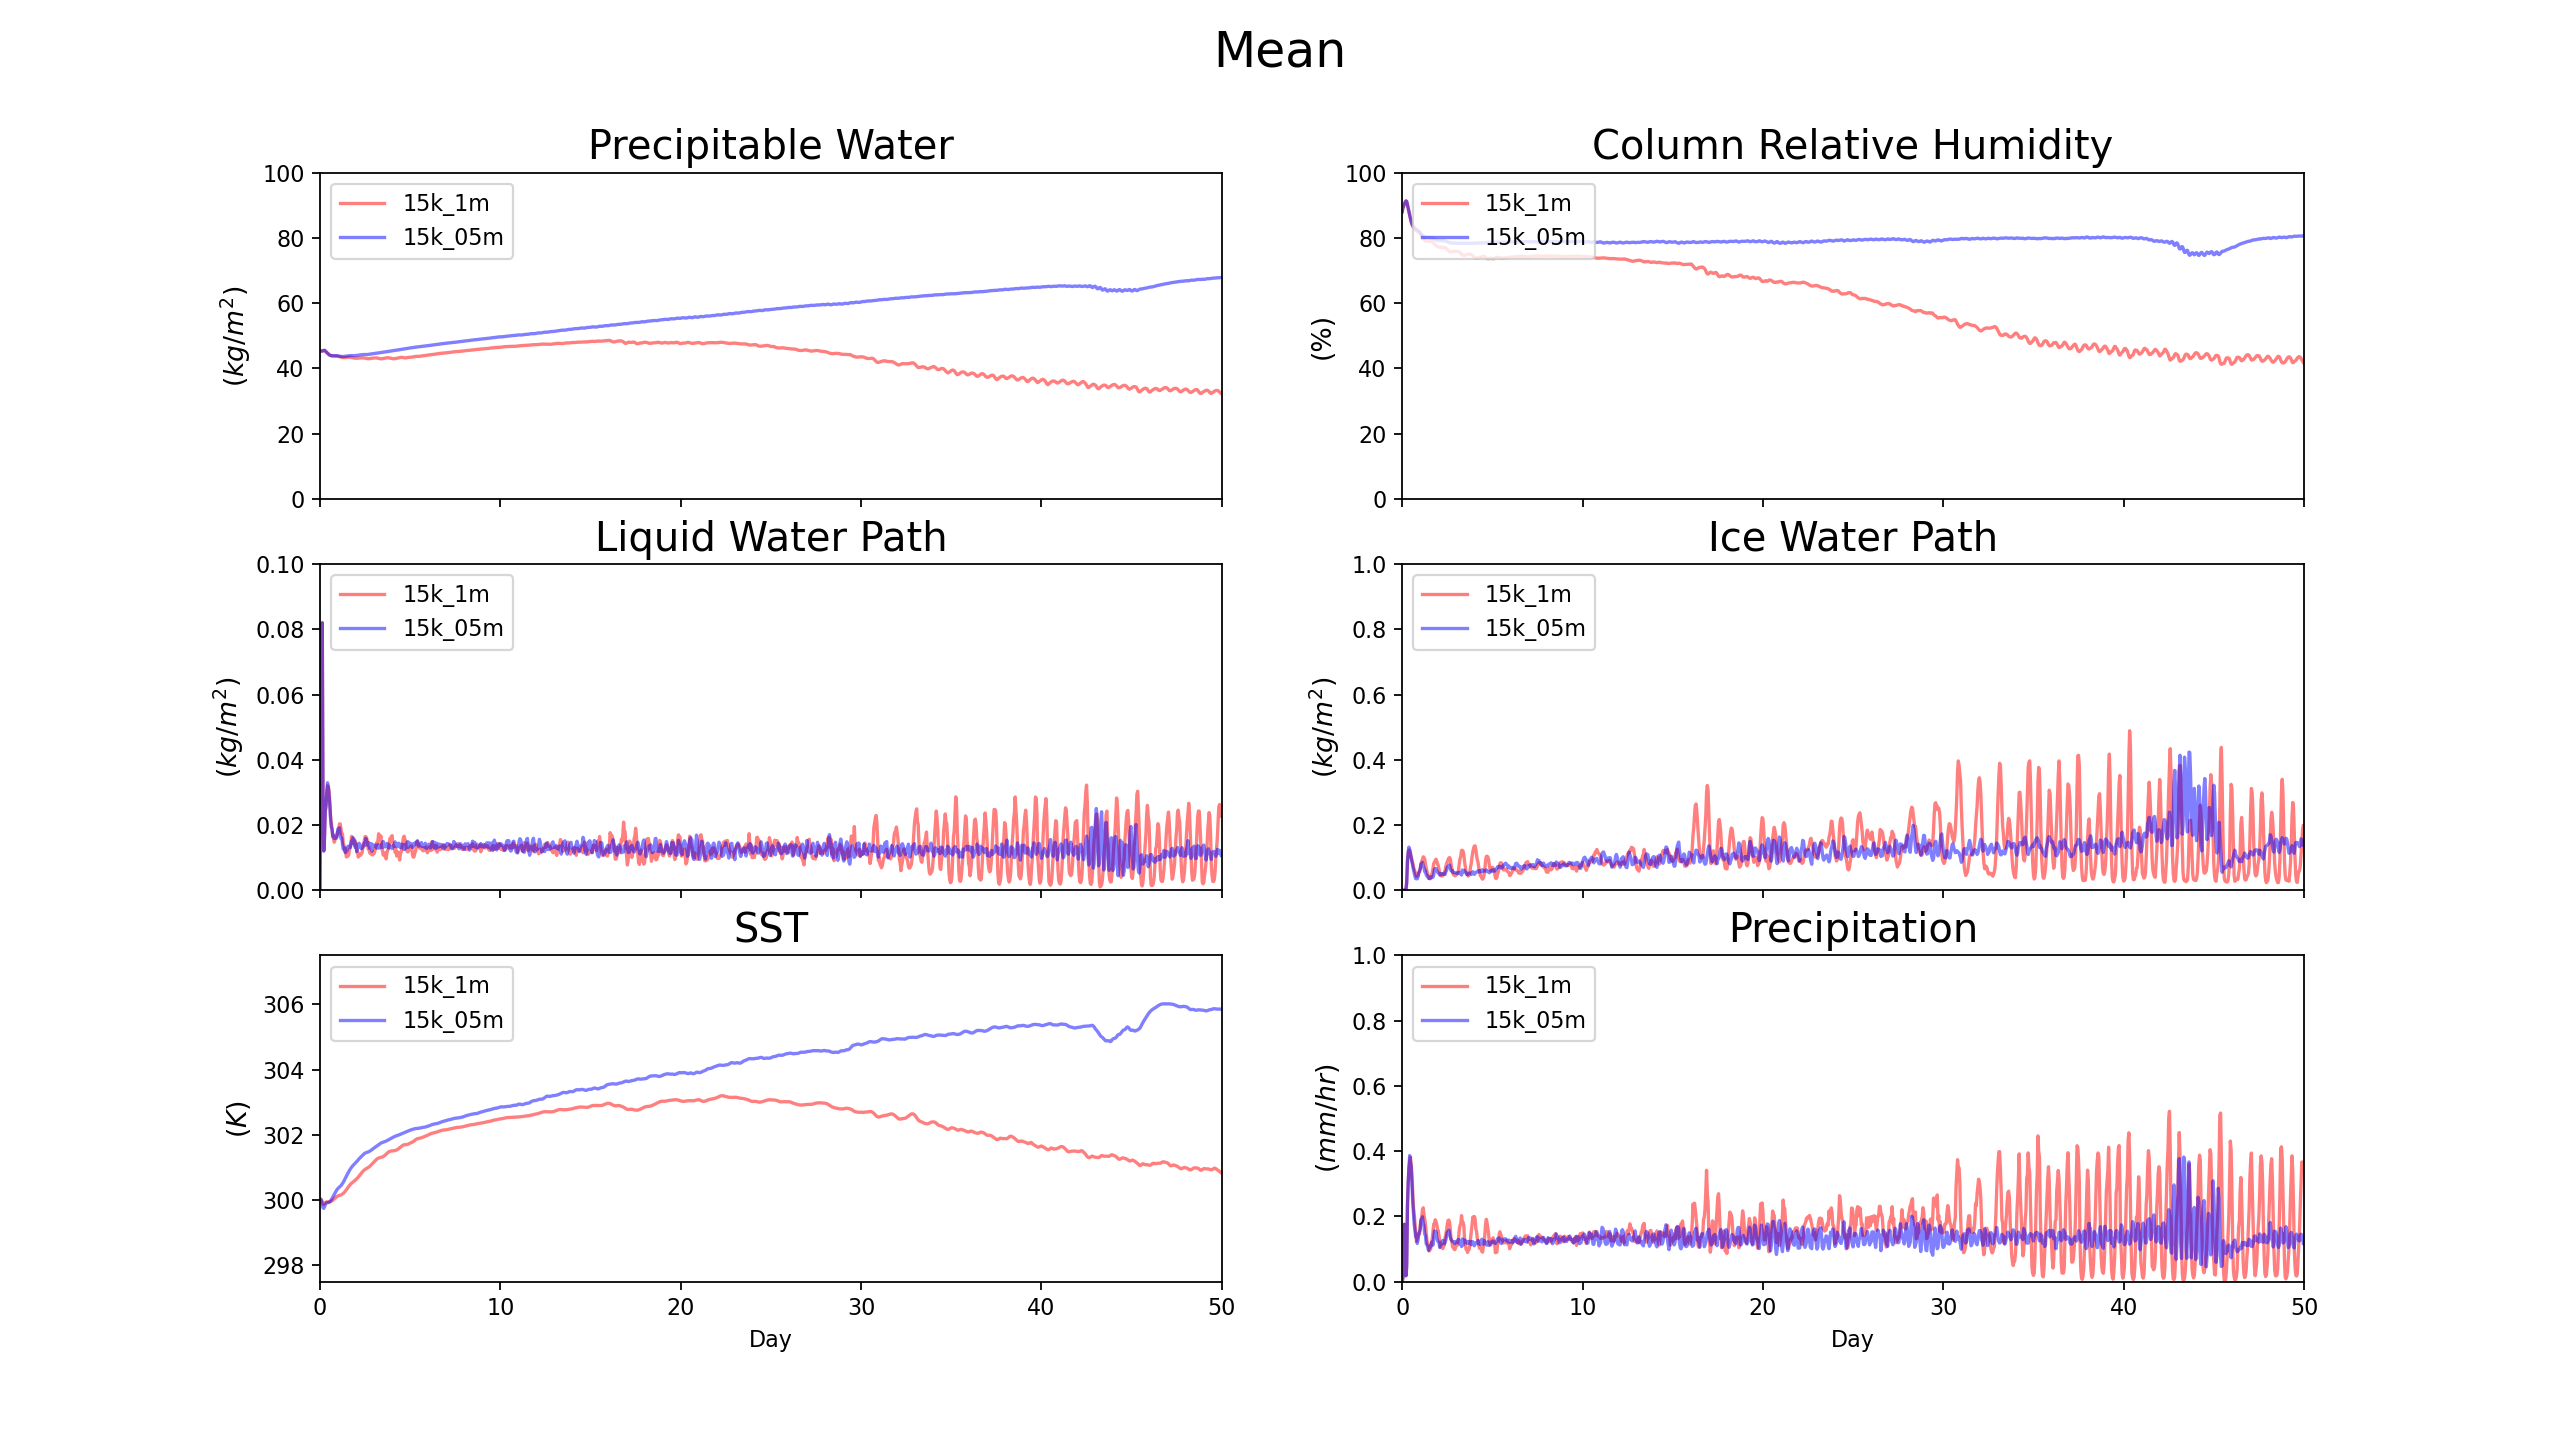 Mean
Precipitable Water
100
80
60
40
20
0
(kg/m²)
15k_1m
15k_05m
Column Relative Humidity
100
80
60
40
20
0
(%)
15k_1m
15k_05m
Liquid Water Path
0.10
0.08
0.06
0.04
0.02
0.00
(kg/m²)
15k_1m
15k_05m
Ice Water Path
1.0
0.8
0.6
0.4
0.2
0.0
(kg/m²)
15k_1m
15k_05m
SST
306
304
302
300
298
(K)
15k_1m
15k_05m
0 10 20 30 40 50
Day
Precipitation
1.0
0.8
0.6
0.4
0.2
0.0
(mm/hr)
15k_1m
15k_05m
0 10 20 30 40 50
Day